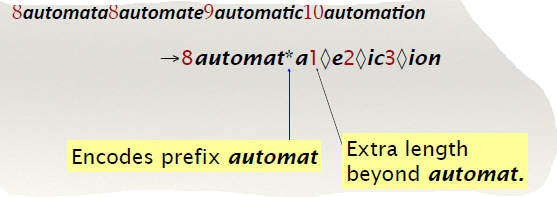 8automata8automate9automatic10automation
→8automat*a1◊e2◊ic3◊ion
Encodes prefix automat
Extra length
beyond automat.